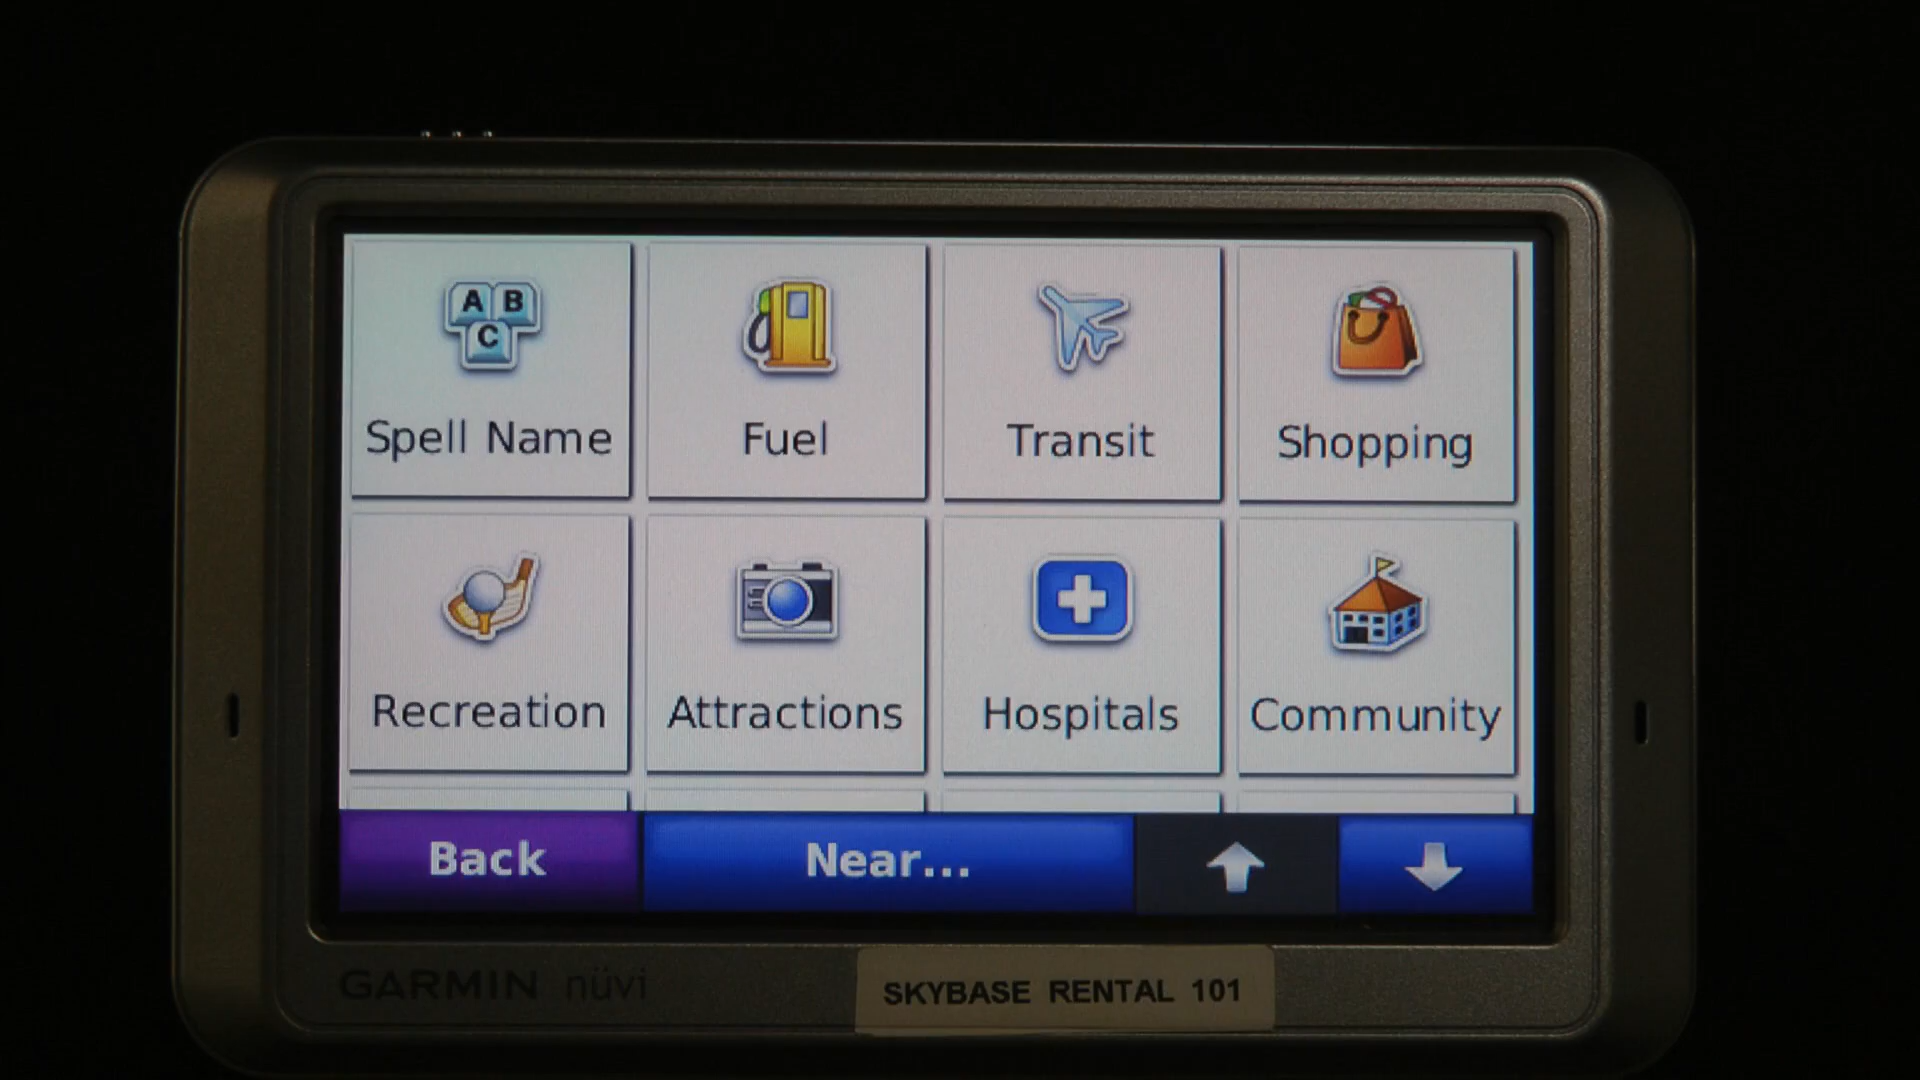 A B
C
Spell Name
Fuel
Transit
Shopping
Recreation
Attractions
Hospitals
Community
Back
Near...
GARMIN nüvi
SKYBASE RENTAL 101